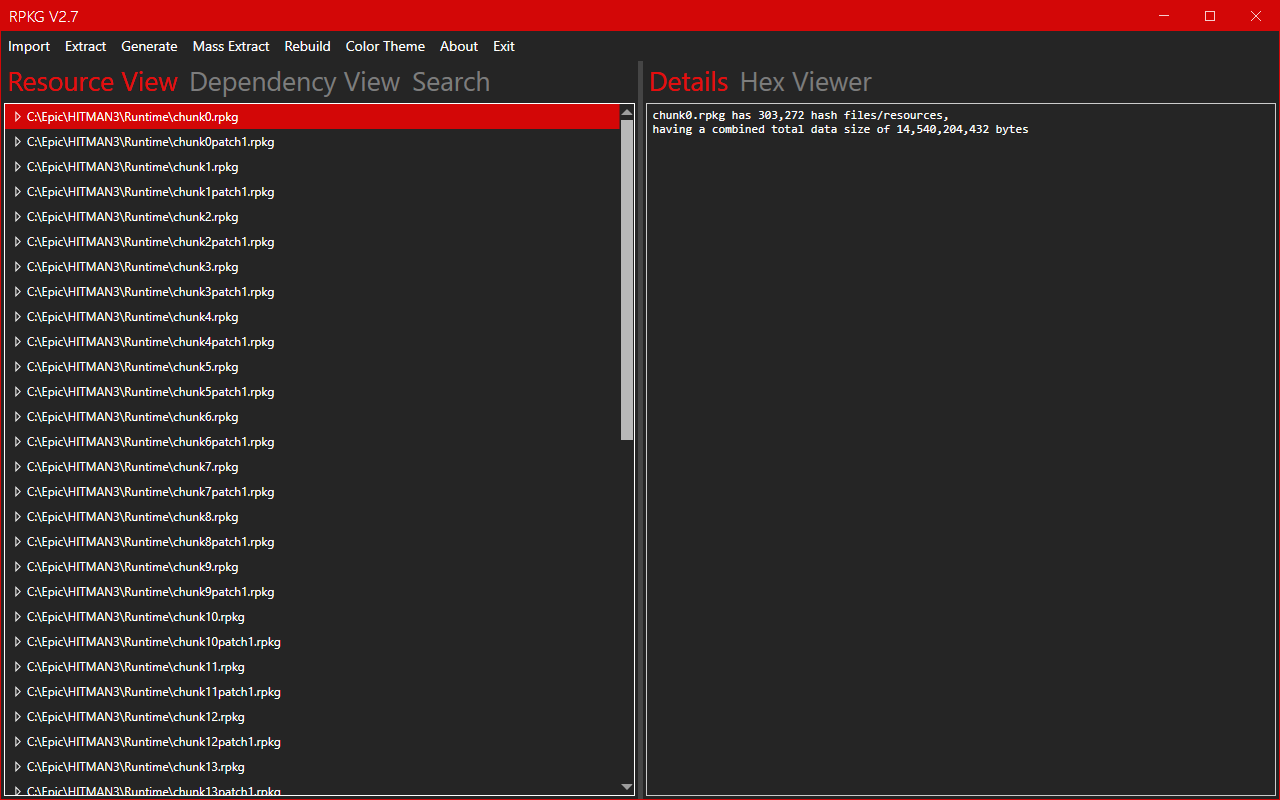 RPKG V2.7
Import Extract Generate Mass Extract Rebuild Color Theme About Exit
Resource View Dependency View Search
C:\Epic\HITMAN3\Runtime\chunk0.rpkg
C:\Epic\HITMAN3\Runtime\chunk0patch1.rpkg
C:\Epic\HITMAN3\Runtime\chunk1.rpkg
C:\Epic\HITMAN3\Runtime\chunk1patch1.rpkg
C:\Epic\HITMAN3\Runtime\chunk2.rpkg
C:\Epic\HITMAN3\Runtime\chunk2patch1.rpkg
C:\Epic\HITMAN3\Runtime\chunk3.rpkg
C:\Epic\HITMAN3\Runtime\chunk3patch1.rpkg
C:\Epic\HITMAN3\Runtime\chunk4.rpkg
C:\Epic\HITMAN3\Runtime\chunk4patch1.rpkg
C:\Epic\HITMAN3\Runtime\chunk5.rpkg
C:\Epic\HITMAN3\Runtime\chunk5patch1.rpkg
C:\Epic\HITMAN3\Runtime\chunk6.rpkg
C:\Epic\HITMAN3\Runtime\chunk6patch1.rpkg
C:\Epic\HITMAN3\Runtime\chunk7.rpkg
C:\Epic\HITMAN3\Runtime\chunk7patch1.rpkg
C:\Epic\HITMAN3\Runtime\chunk8.rpkg
C:\Epic\HITMAN3\Runtime\chunk8patch1.rpkg
C:\Epic\HITMAN3\Runtime\chunk9.rpkg
C:\Epic\HITMAN3\Runtime\chunk9patch1.rpkg
C:\Epic\HITMAN3\Runtime\chunk10.rpkg
C:\Epic\HITMAN3\Runtime\chunk10patch1.rpkg
C:\Epic\HITMAN3\Runtime\chunk11.rpkg
C:\Epic\HITMAN3\Runtime\chunk11patch1.rpkg
C:\Epic\HITMAN3\Runtime\chunk12.rpkg
C:\Epic\HITMAN3\Runtime\chunk12patch1.rpkg
C:\Epic\HITMAN3\Runtime\chunk13.rpkg
C:\Epic\HITMAN3\Runtime\chunk13patch1.rpkg
Details Hex Viewer
chunk0.rpkg has 303,272 hash files/resources,
having a combined total data size of 14,540,204,432 bytes